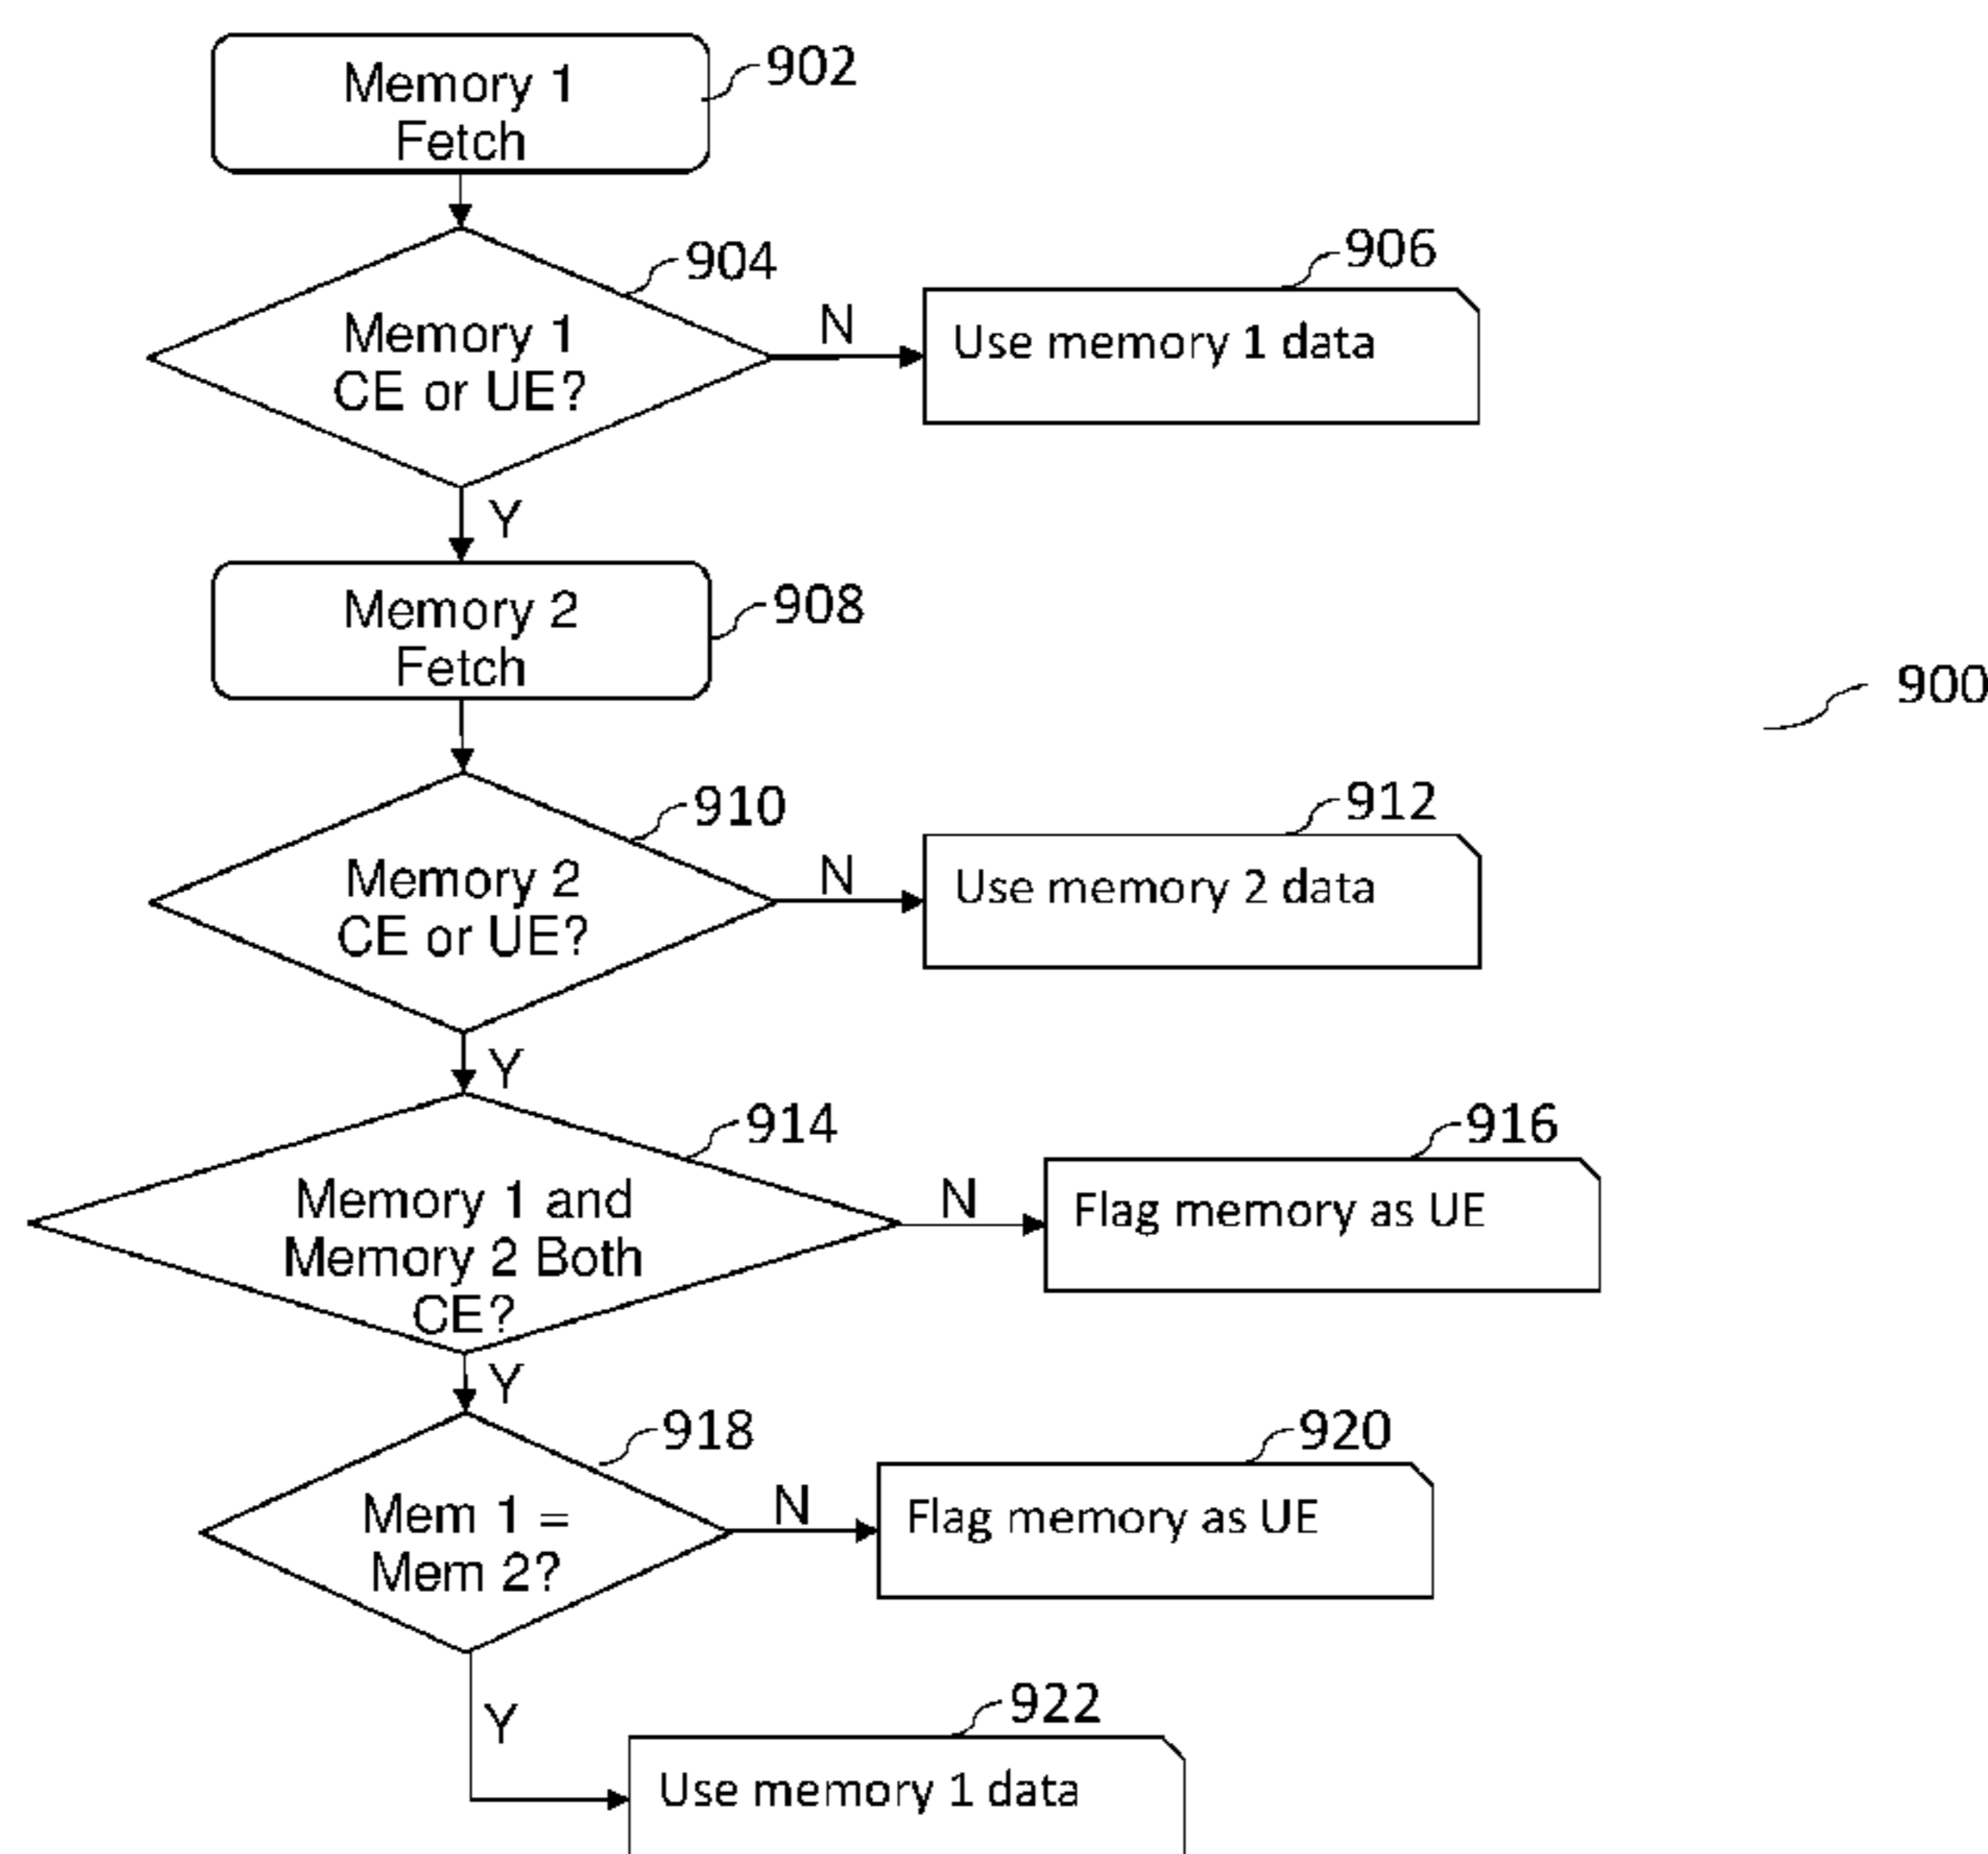 902
Memory 1
Fetch
904
906
Memory 1
CE or UE?
N
Use memory 1 data
Y
908
Memory 2
Fetch
900
910
912
Memory 2
CE or UE?
N
Use memory 2 data
Y
914
916
Memory 1 and
Memory 2 Both
CE?
N
Flag memory as UE
Y
918
920
Mem 1 =
Mem 2?
N
Flag memory as UE
Y
922
Use memory 1 data